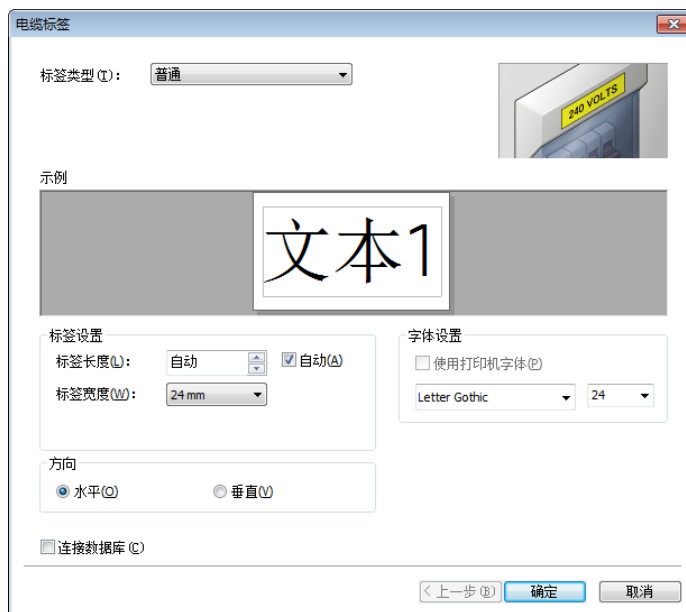 电缆标签
标签类型(T): 普通
240 VOLTS
示例
文本1
标签设置
标签长度(L): 自动 自动(A)
标签宽度(W): 24 mm
字体设置
使用打印机字体(P)
Letter Gothic 24
方向
水平(O) 垂直(V)
连接数据库(C)
< 上一步(B) 确定 取消